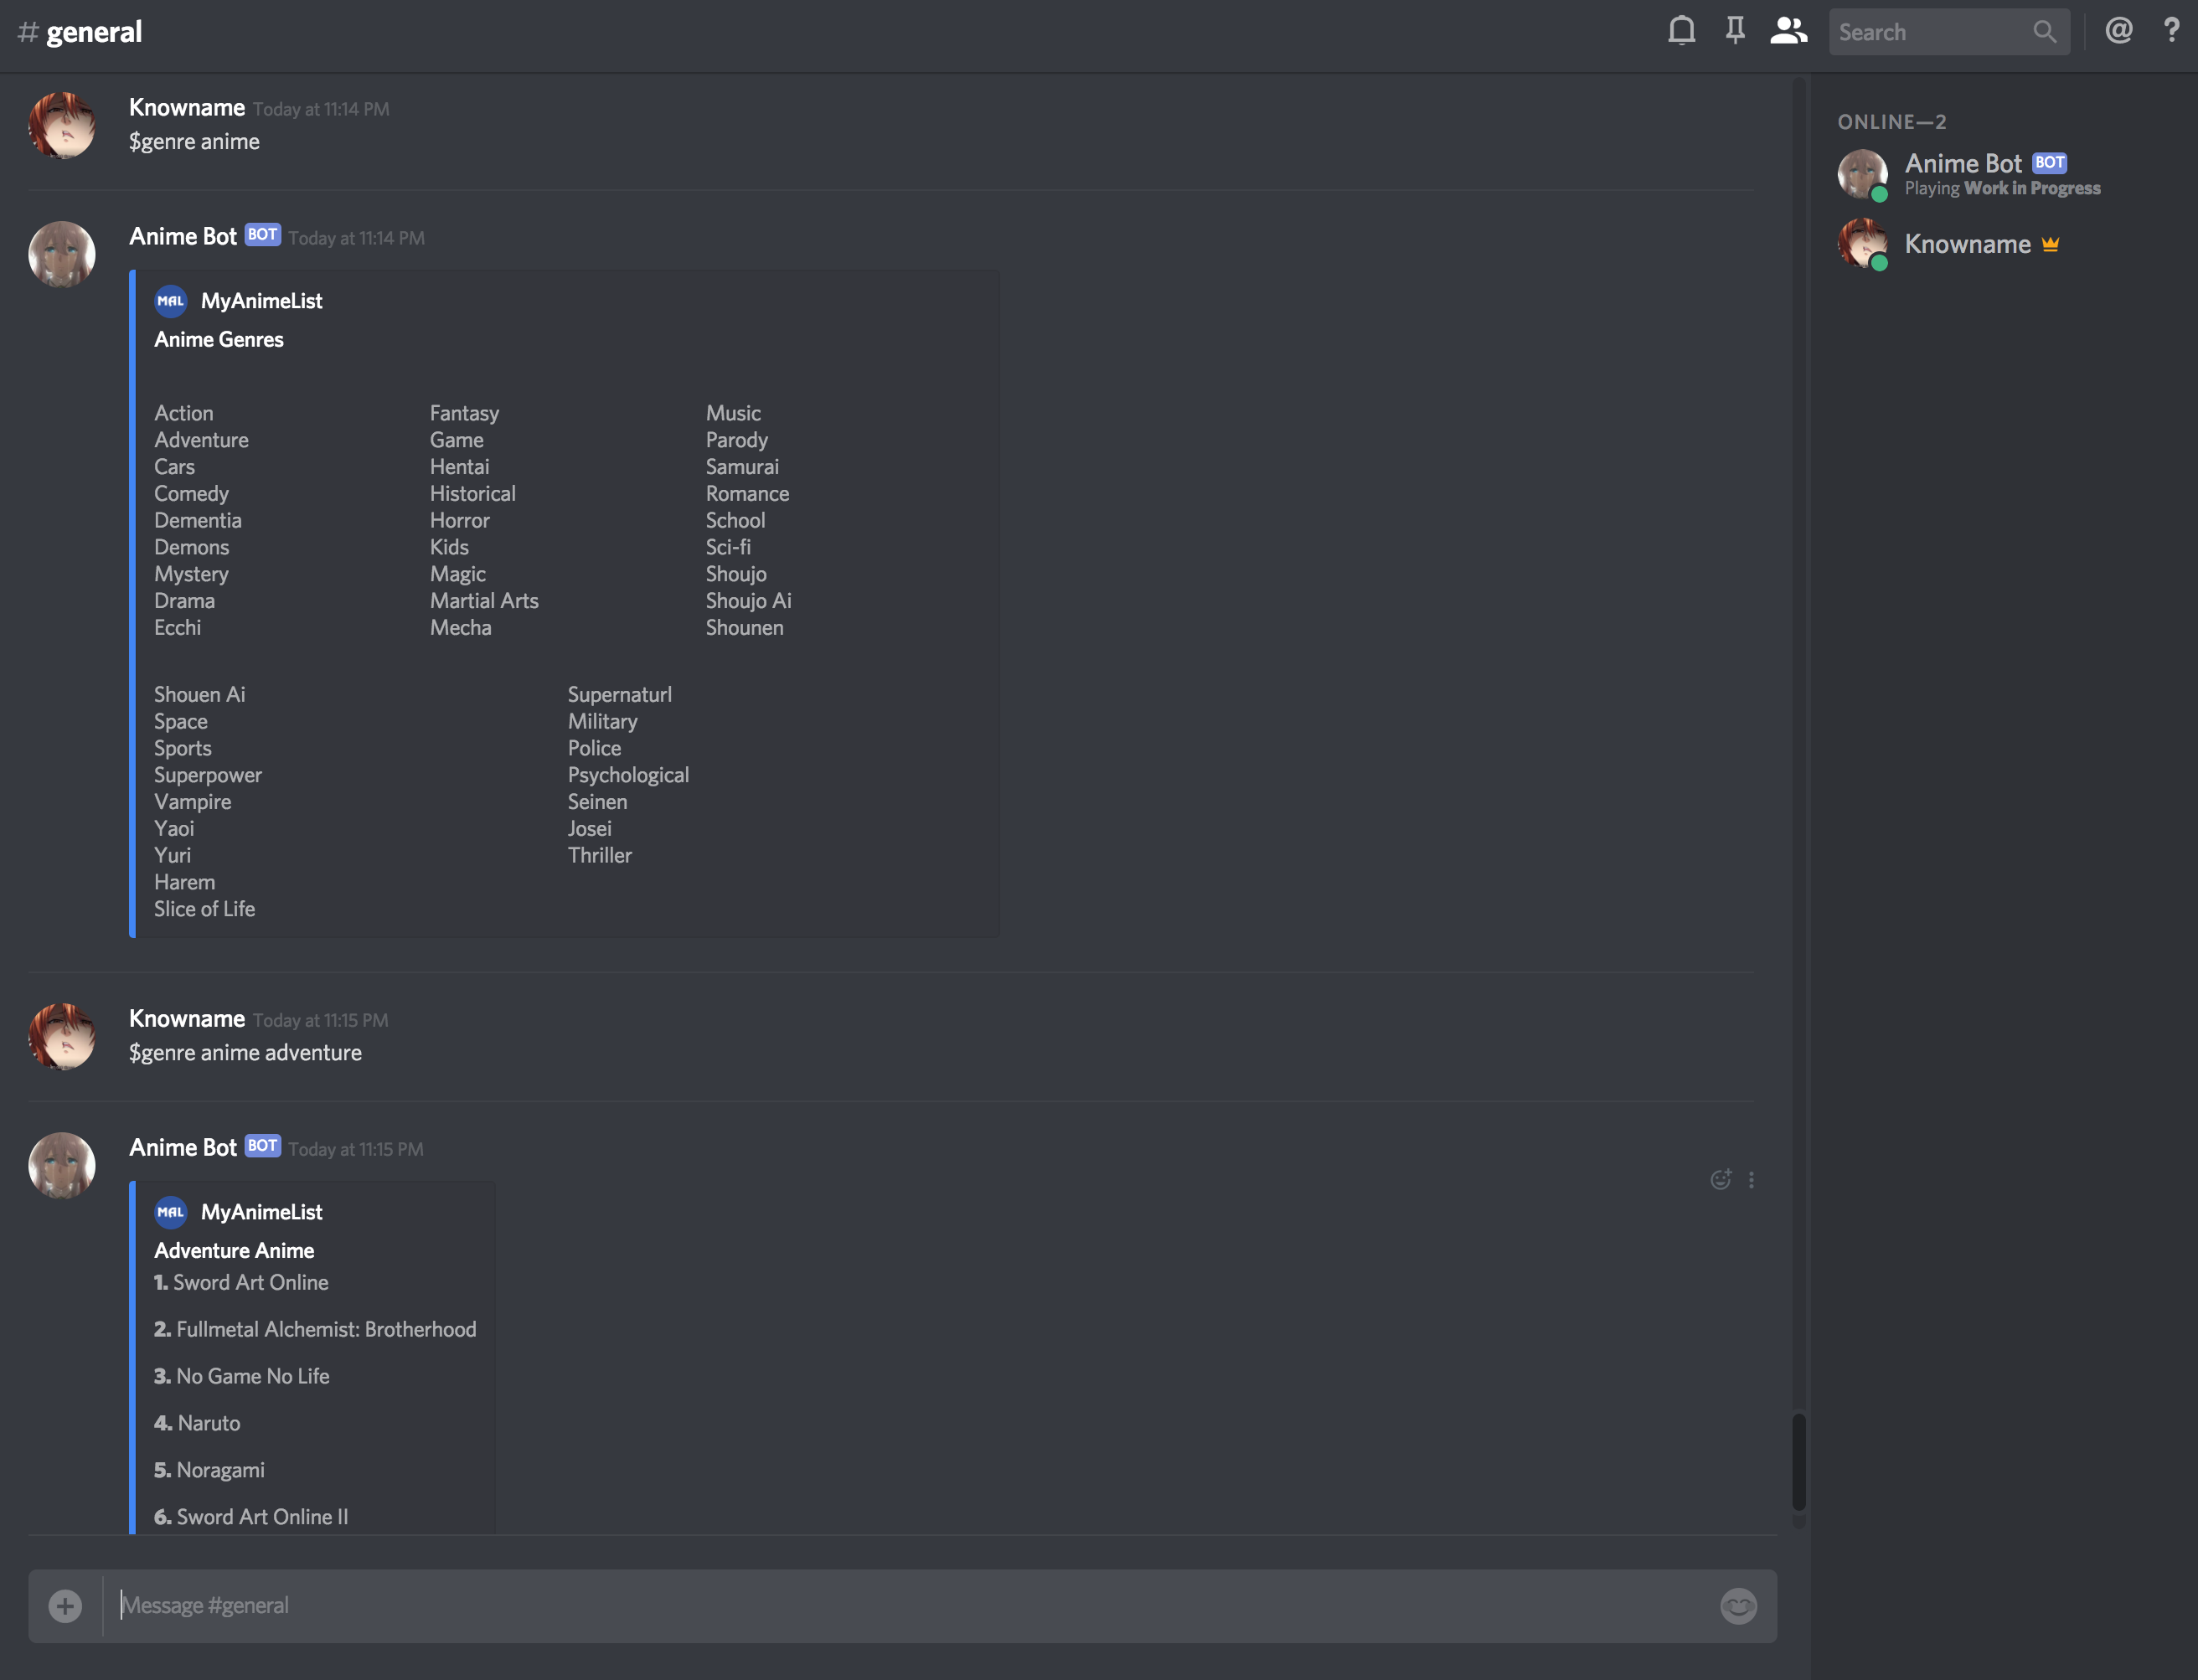 # general
Search
@
?
Knowname Today at 11:14 PM
$genre anime
Anime Bot BOT Today at 11:14 PM
MAL MyAnimeList
Anime Genres
Action Fantasy Music
Adventure Game Parody
Cars Hentai Samurai
Comedy Historical Romance
Dementia Horror School
Demons Kids Sci-fi
Mystery Magic Shoujo
Drama Martial Arts Shoujo Ai
Ecchi Mecha Shounen
Shouen Ai Supernaturl
Space Military
Sports Police
Superpower Psychological
Vampire Seinen
Yaoi Josei
Yuri Thriller
Harem
Slice of Life
Knowname Today at 11:15 PM
$genre anime adventure
Anime Bot BOT Today at 11:15 PM
MAL MyAnimeList
Adventure Anime
1. Sword Art Online
2. Fullmetal Alchemist: Brotherhood
3. No Game No Life
4. Naruto
5. Noragami
6. Sword Art Online II
Message #general
ONLINE—2
Anime Bot BOT
Playing Work in Progress
Knowname